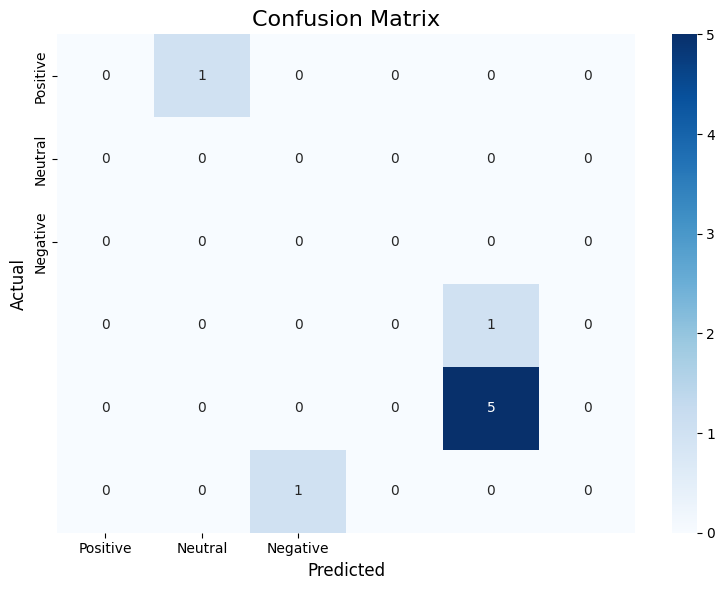 Confusion Matrix
Actual
Positive
Neutral
Negative
0 1 0 0 0 0
0 0 0 0 0 0
0 0 0 0 0 0
0 0 0 0 1 0
0 0 0 0 5 0
0 0 1 0 0 0
Positive Neutral Negative
Predicted
5
4
3
2
1
0